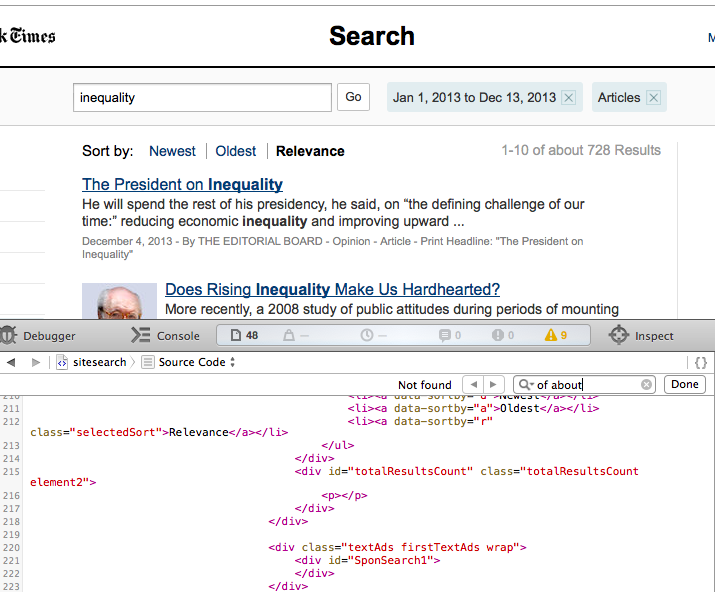 k Times
Search
M
inequality
Go
Jan 1, 2013 to Dec 13, 2013
Articles
Sort by: Newest Oldest Relevance
1-10 of about 728 Results
The President on Inequality
He will spend the rest of his presidency, he said, on “the defining challenge of our
time:” reducing economic inequality and improving upward ...
December 4, 2013 - By THE EDITORIAL BOARD - Opinion - Article - Print Headline: "The President on
Inequality"
Does Rising Inequality Make Us Hardhearted?
More recently, a 2008 study of public attitudes during periods of mounting
Debugger
Console
48
—
—
0
0
9
Inspect
sitesearch
Source Code
{}
Not found
of about
Done
210 <li><a data-sortby="d">Newest</a></li>
211 <li><a data-sortby="a">Oldest</a></li>
212 <li><a data-sortby="r"
class="selectedSort">Relevance</a></li>
213 </ul>
214 </div>
215 <div id="totalResultsCount" class="totalResultsCount
element2">
216 <p></p>
217 </div>
218 </div>
219
220 <div class="textAds firstTextAds wrap">
221 <div id="SponSearch1">
222 </div>
223 </div>